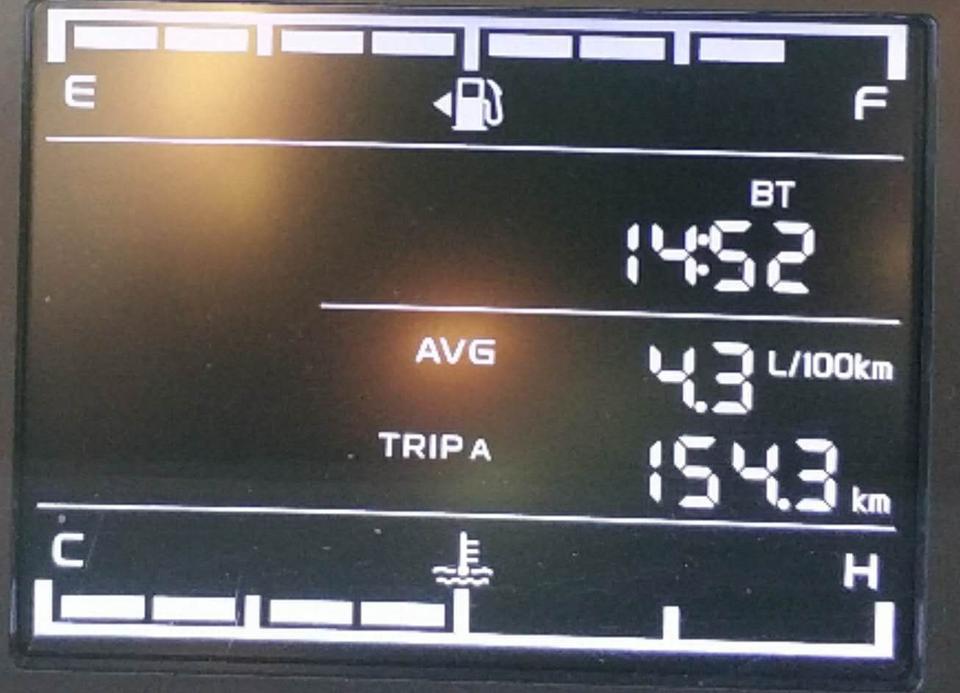 E F
BT
14:52
AVG 4.3 L/100km
TRIP A 154.3 km
C H